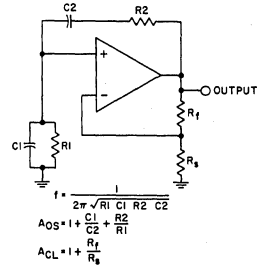 C2 R2
+
−
OUTPUT
Rf
C1 R1
Rs
f = 1 / 2π √R1 C1 R2 C2
AOS = 1 + C1/C2 + R2/R1
ACL = 1 + Rf/Rs